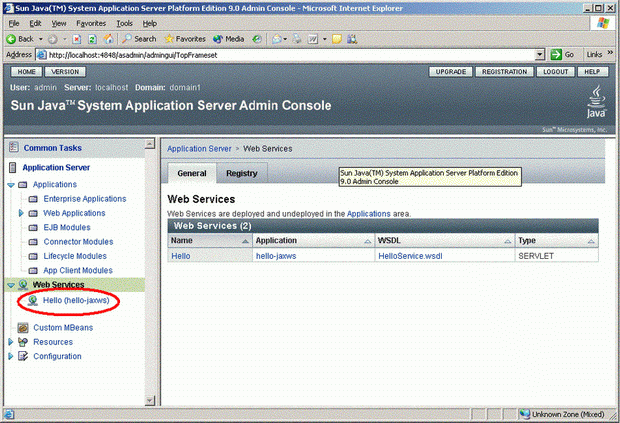 Sun Java(TM) System Application Server Platform Edition 9.0 Admin Console - Microsoft Internet Explorer
File Edit View Favorites Tools Help
Back Search Favorites Media
Address http://localhost:4848/asadmin/admingui/TopFrameset Go Links »
HOME VERSION UPGRADE REGISTRATION LOGOUT HELP
User: admin Server: localhost Domain: domain1
Sun Java™ System Application Server Admin Console
Java
Sun™ Microsystems, Inc.
Common Tasks
Application Server
Applications
Enterprise Applications
Web Applications
EJB Modules
Connector Modules
Lifecycle Modules
App Client Modules
Web Services
Hello (hello-jaxws)
Custom MBeans
Resources
Configuration
Application Server > Web Services
General Registry
Sun Java(TM) System Application Server Platform Edition
9.0 Admin Console
Web Services
Web Services are deployed and undeployed in the Applications area.
Web Services (2)
Name Application WSDL Type
Hello hello-jaxws HelloService.wsdl SERVLET
Unknown Zone (Mixed)